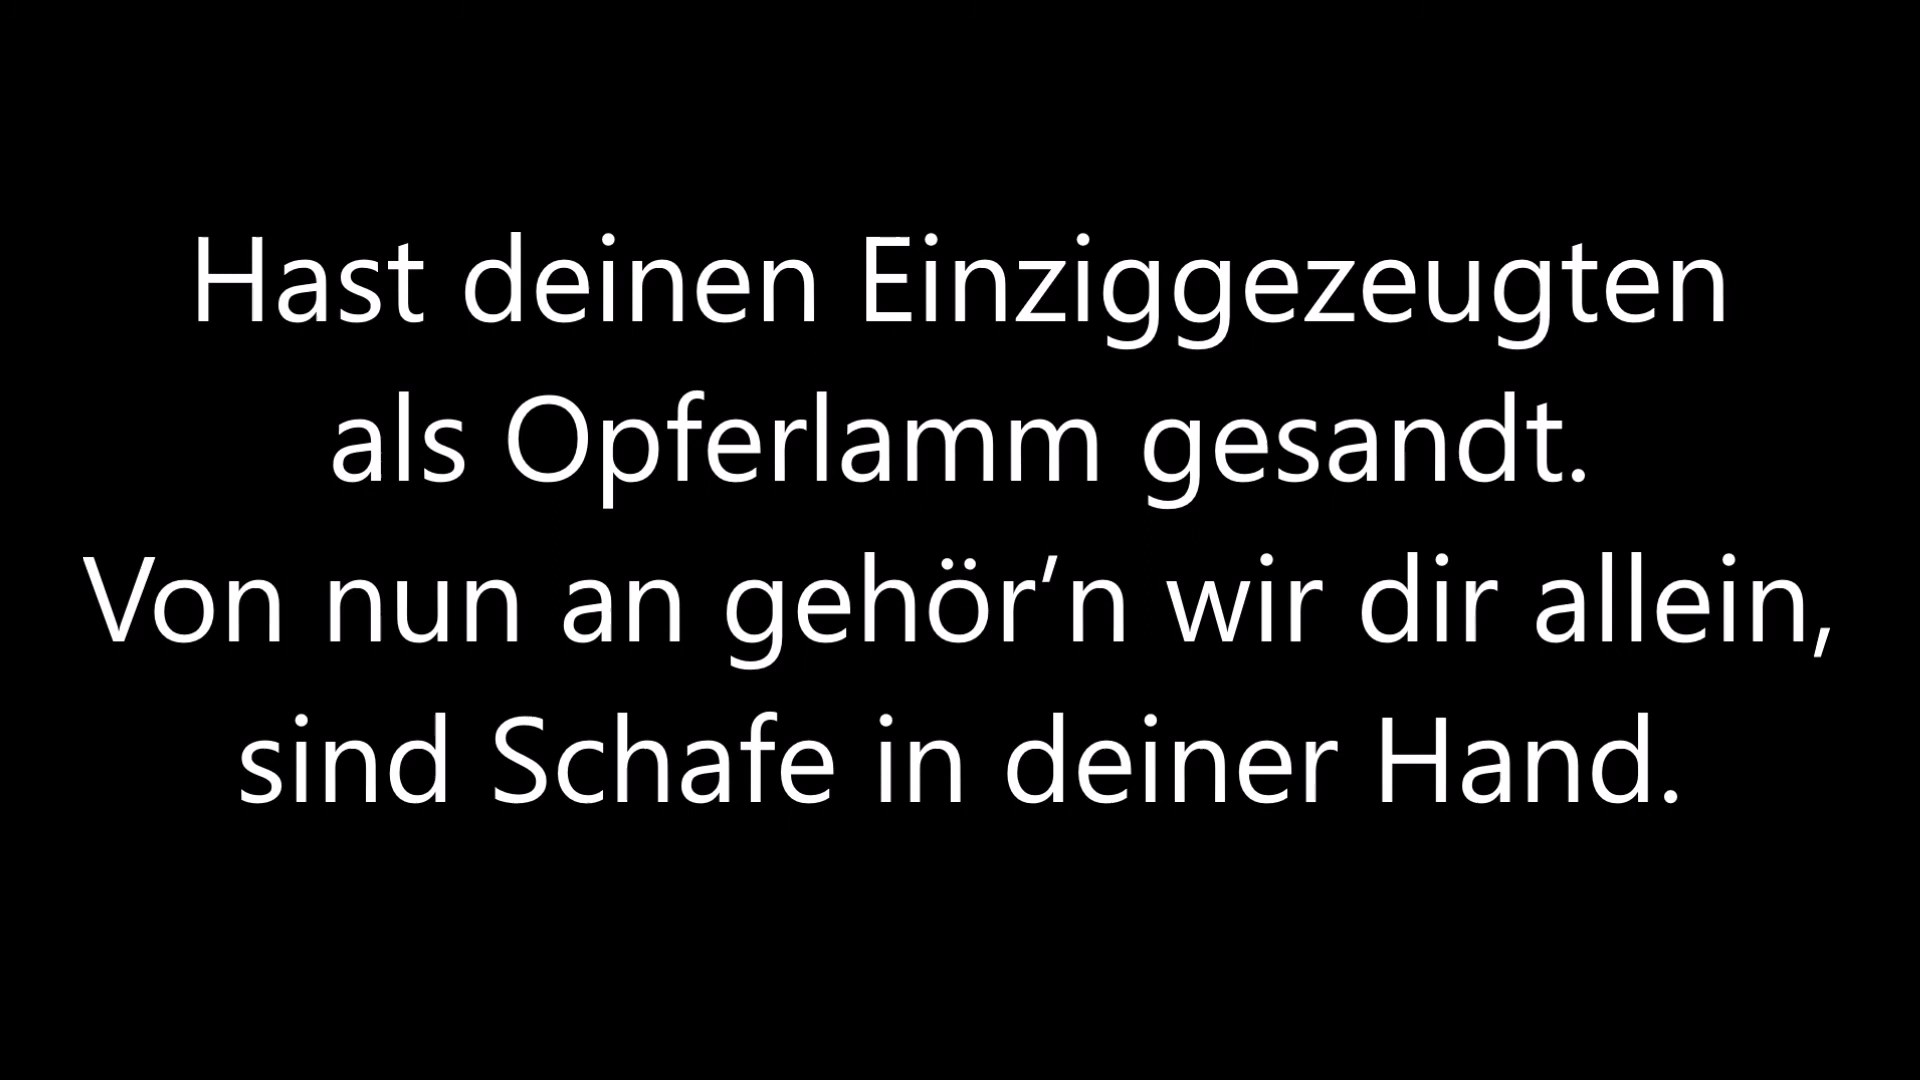 Hast deinen Einziggezeugten
als Opferlamm gesandt.
Von nun an gehör’n wir dir allein,
sind Schafe in deiner Hand.